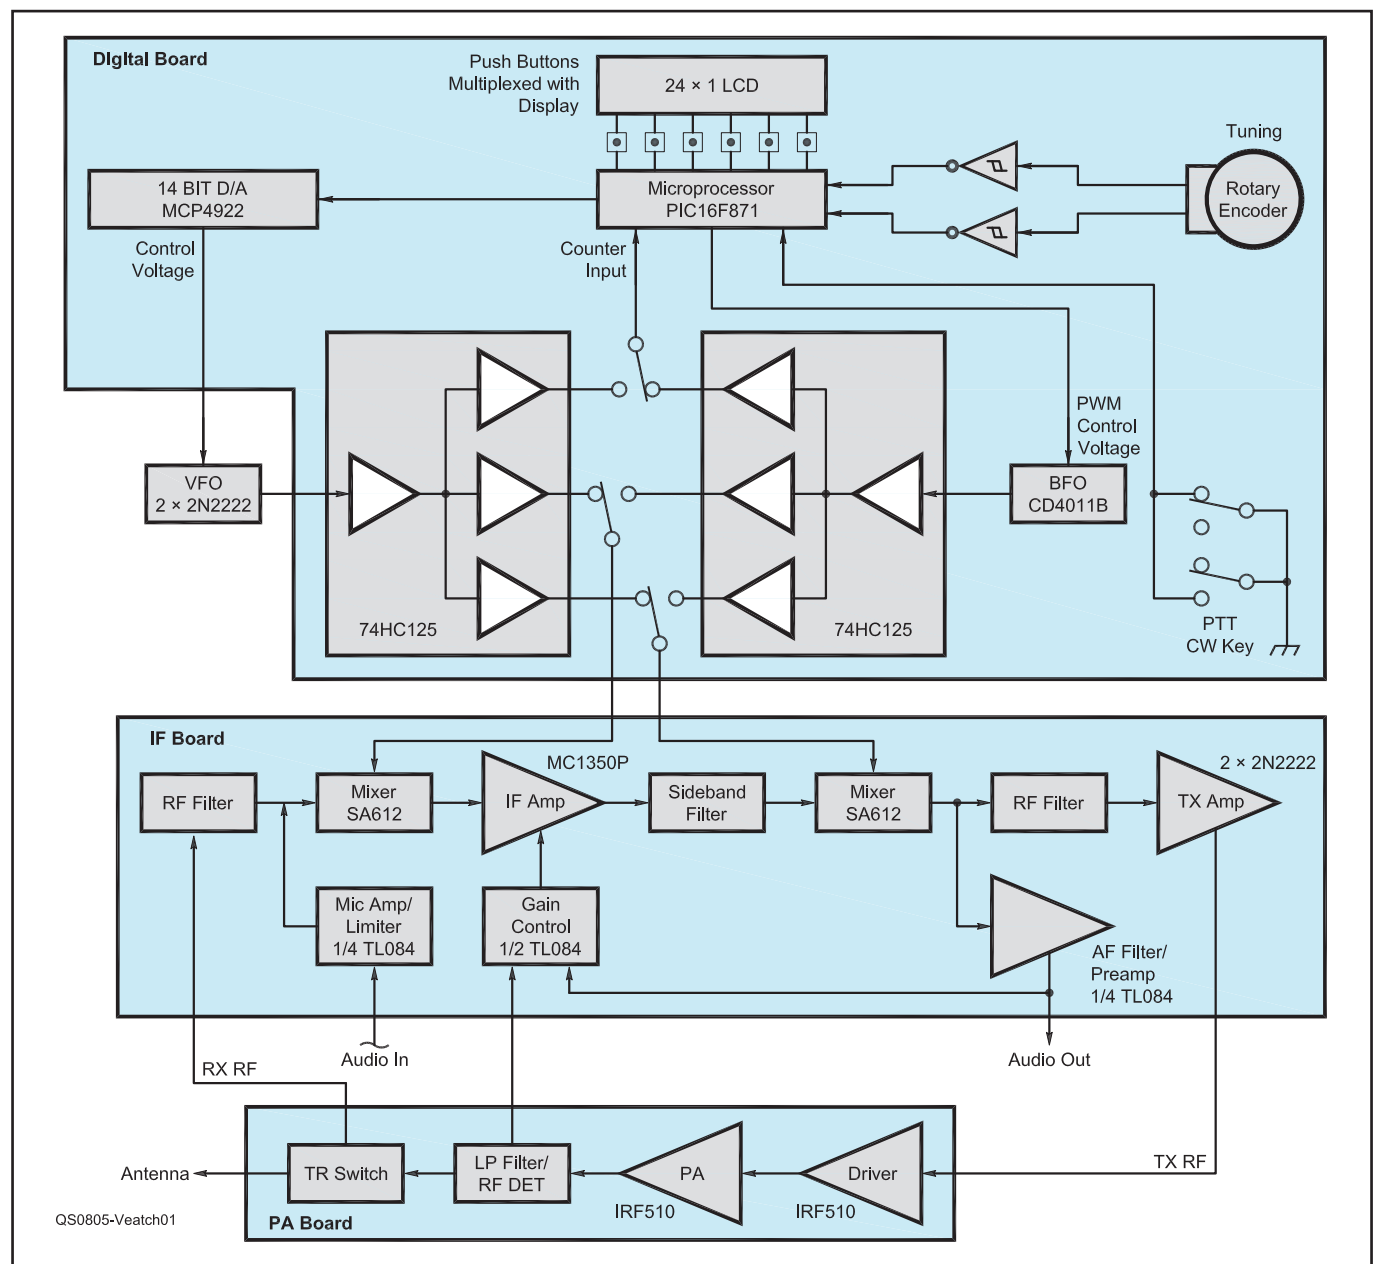 DIgItal Board
Push Buttons
Multiplexed with
Display
24 × 1 LCD
Tuning
14 BIT D/A
MCP4922
Microprocessor
PIC16F871
Rotary
Encoder
Control
Voltage
Counter
Input
PWM
Control
Voltage
VFO
2 × 2N2222
BFO
CD4011B
74HC125
74HC125
PTT
CW Key
IF Board
MC1350P
2 × 2N2222
RF Filter
Mixer
SA612
IF Amp
Sideband
Filter
Mixer
SA612
RF Filter
TX Amp
Mic Amp/
Limiter
1/4 TL084
Gain
Control
1/2 TL084
AF Filter/
Preamp
1/4 TL084
Audio In
Audio Out
RX RF
Antenna
TR Switch
LP Filter/
RF DET
PA
IRF510
Driver
IRF510
TX RF
PA Board
QS0805-Veatch01